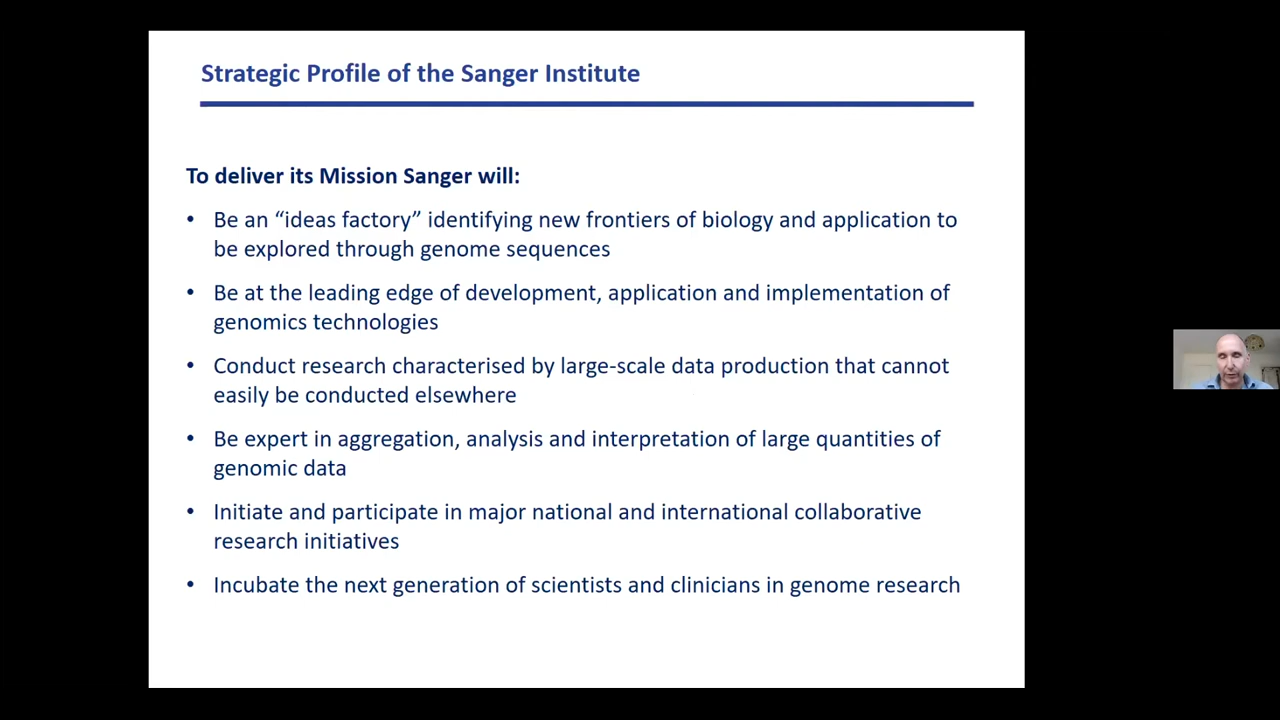 Strategic Profile of the Sanger Institute
To deliver its Mission Sanger will:
• Be an “ideas factory” identifying new frontiers of biology and application to
be explored through genome sequences
• Be at the leading edge of development, application and implementation of
genomics technologies
• Conduct research characterised by large-scale data production that cannot
easily be conducted elsewhere
• Be expert in aggregation, analysis and interpretation of large quantities of
genomic data
• Initiate and participate in major national and international collaborative
research initiatives
• Incubate the next generation of scientists and clinicians in genome research